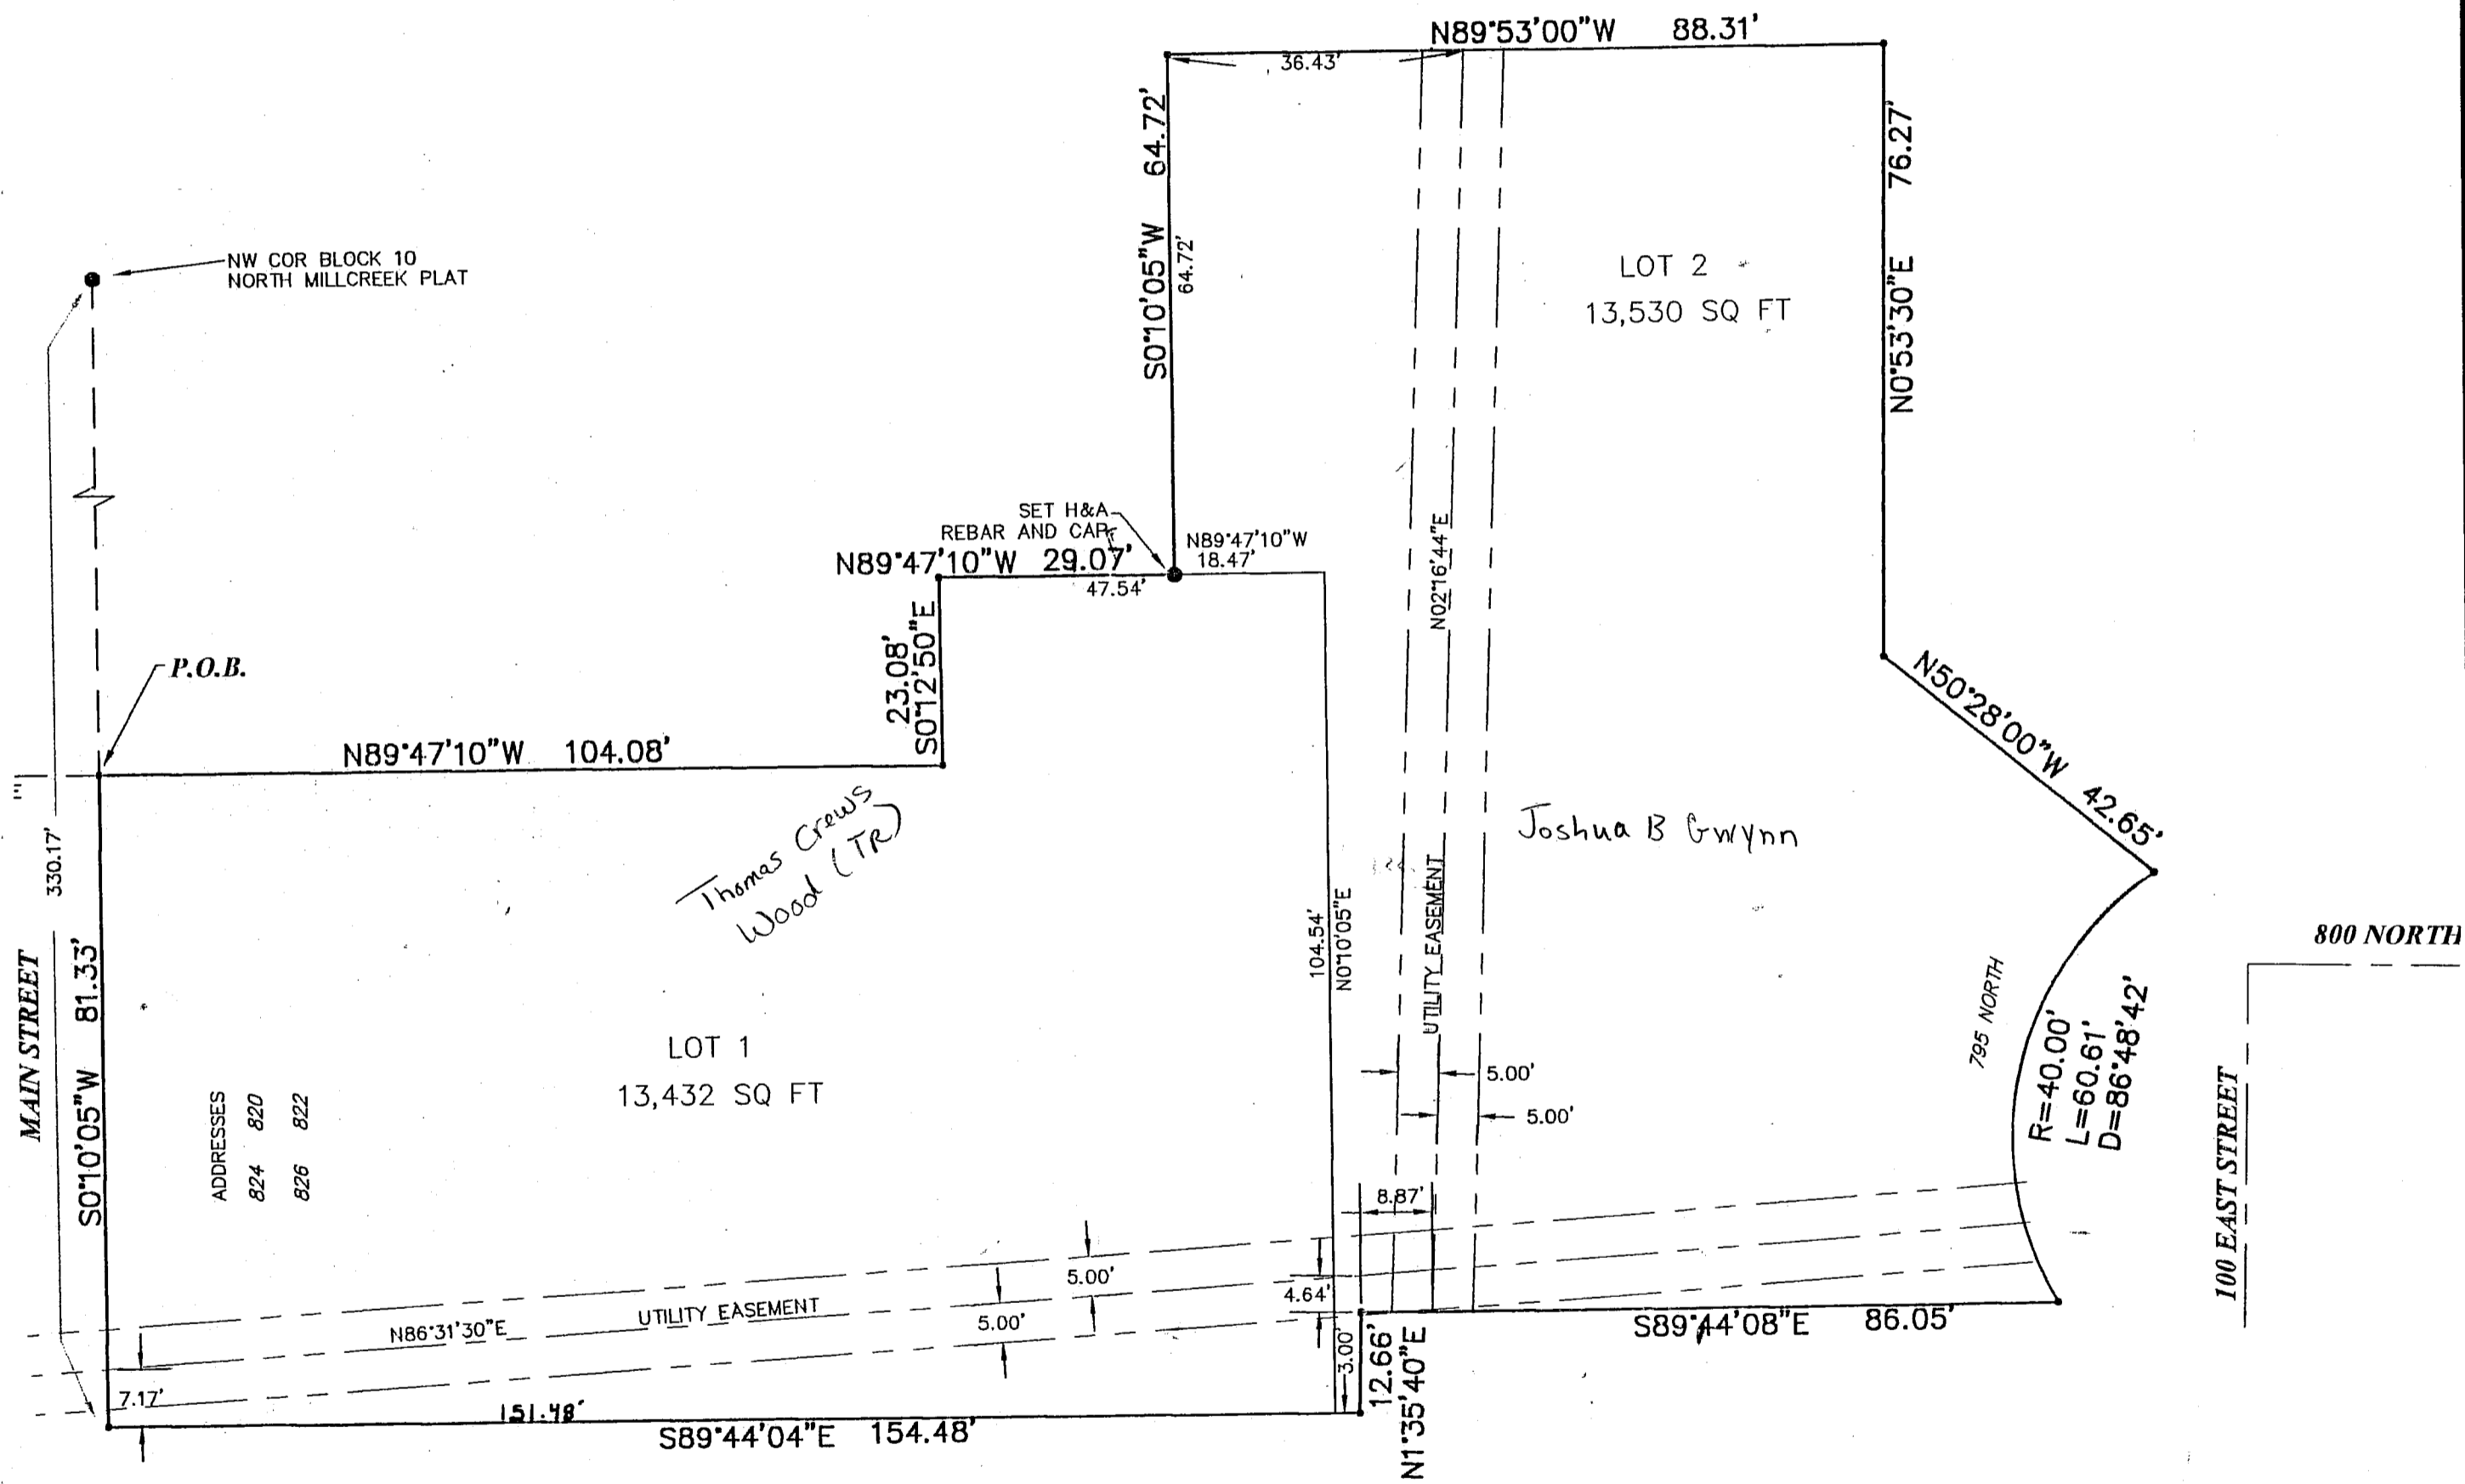 N89°53'00"W 88.31'
36.43'
S0°10'05"W 64.72'
64.72'
N0°53'30"E 76.27'
NW COR BLOCK 10
NORTH MILLCREEK PLAT
LOT 2
13,530 SQ FT
SET H&A
REBAR AND CAP
N89°47'10"W 29.07'
47.54'
N89°47'10"W
18.47'
N02°16'44"E
23.08'
S0°12'50"E
P.O.B.
N89°47'10"W 104.08'
N50°28'00"W 42.65'
Thomas Crews
Wood (TR)
Joshua B Gwynn
330.17'
MAIN STREET
S0°10'05"W 81.33'
104.54'
N0°10'05"E
UTILITY EASEMENT
800 NORTH
795 NORTH
R=40.00'
L=60.61'
D=86°48'42"
100 EAST STREET
LOT 1
13,432 SQ FT
ADDRESSES
824 820
826 822
5.00'
5.00'
8.87'
5.00'
4.64'
UTILITY EASEMENT
N86°31'30"E
5.00'
7.17'
3.00'
12.66'
N1°35'40"E
S89°44'08"E 86.05'
151.48'
S89°44'04"E 154.48'